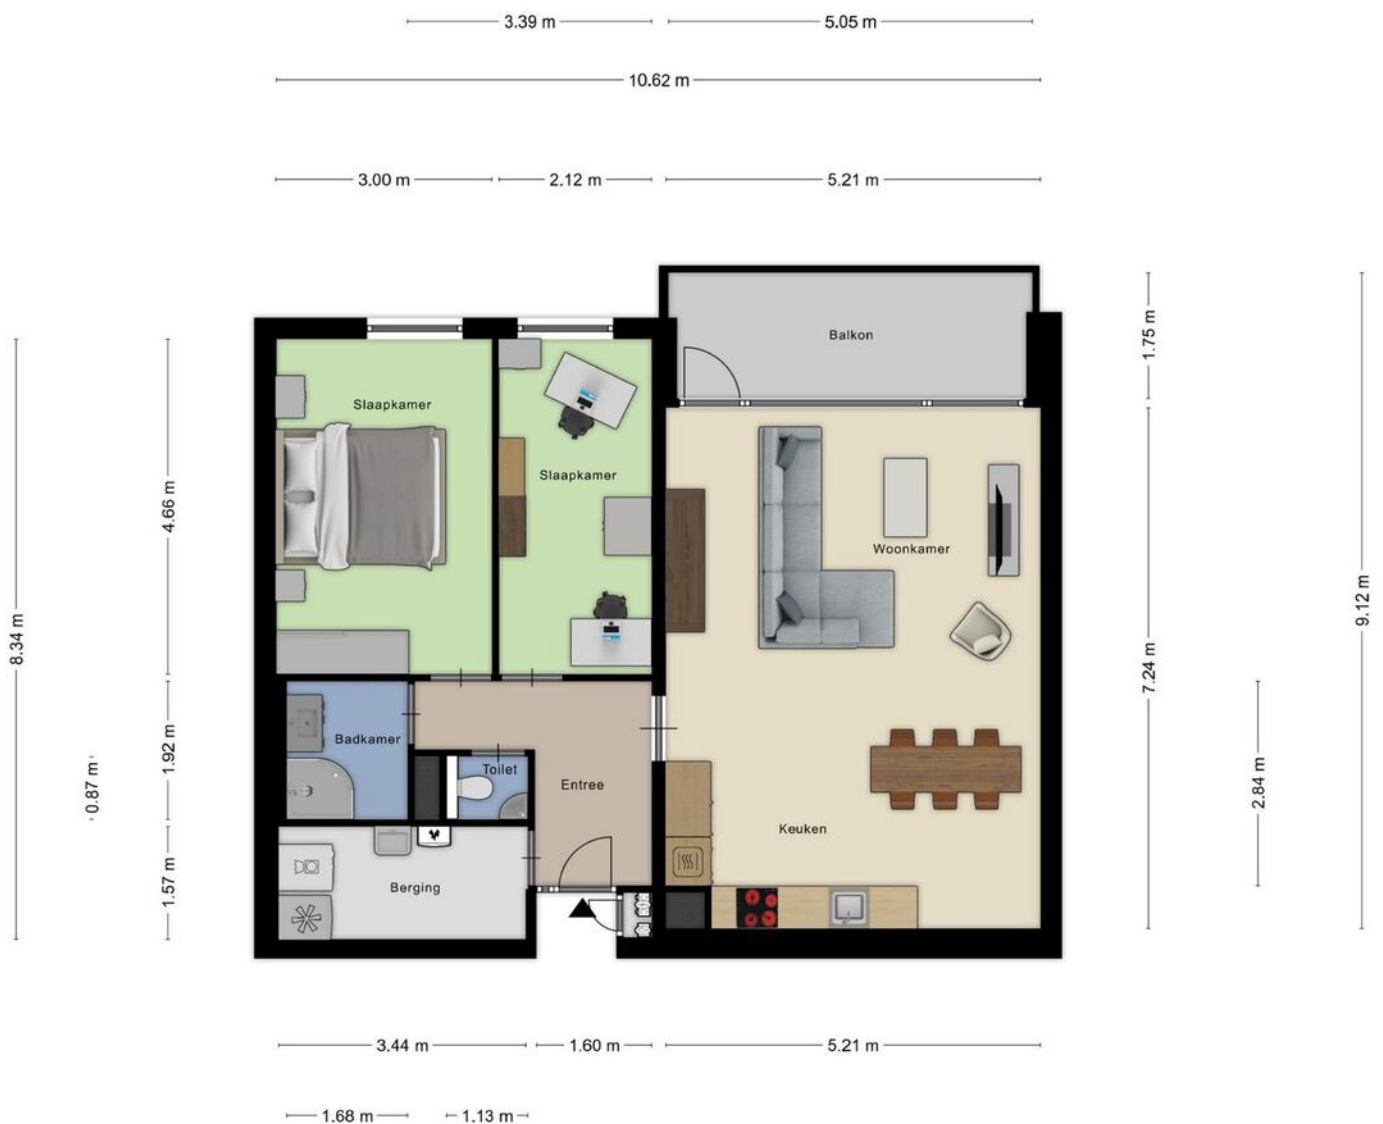 3.39 m
5.05 m
10.62 m
3.00 m
2.12 m
5.21 m
Balkon
1.75 m
Slaapkamer
Slaapkamer
4.66 m
Woonkamer
9.12 m
8.34 m
7.24 m
Badkamer
1.92 m
Toilet
Entree
0.87 m
2.84 m
Keuken
Berging
1.57 m
3.44 m
1.60 m
5.21 m
1.68 m
1.13 m